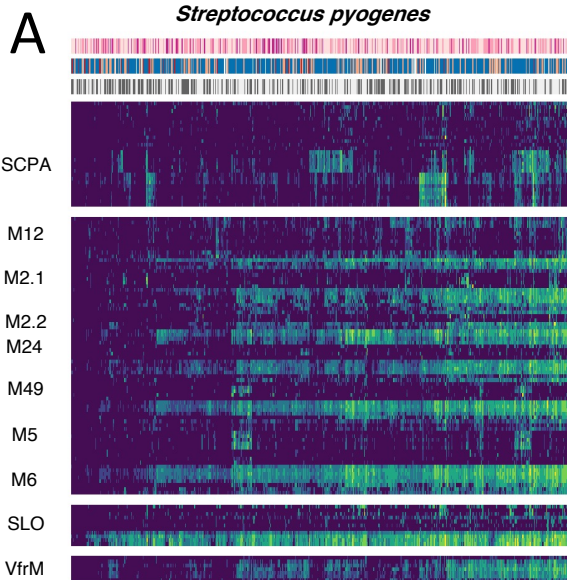 A
Streptococcus pyogenes
SCPA
M12
M2.1
M2.2
M24
M49
M5
M6
SLO
VfrM